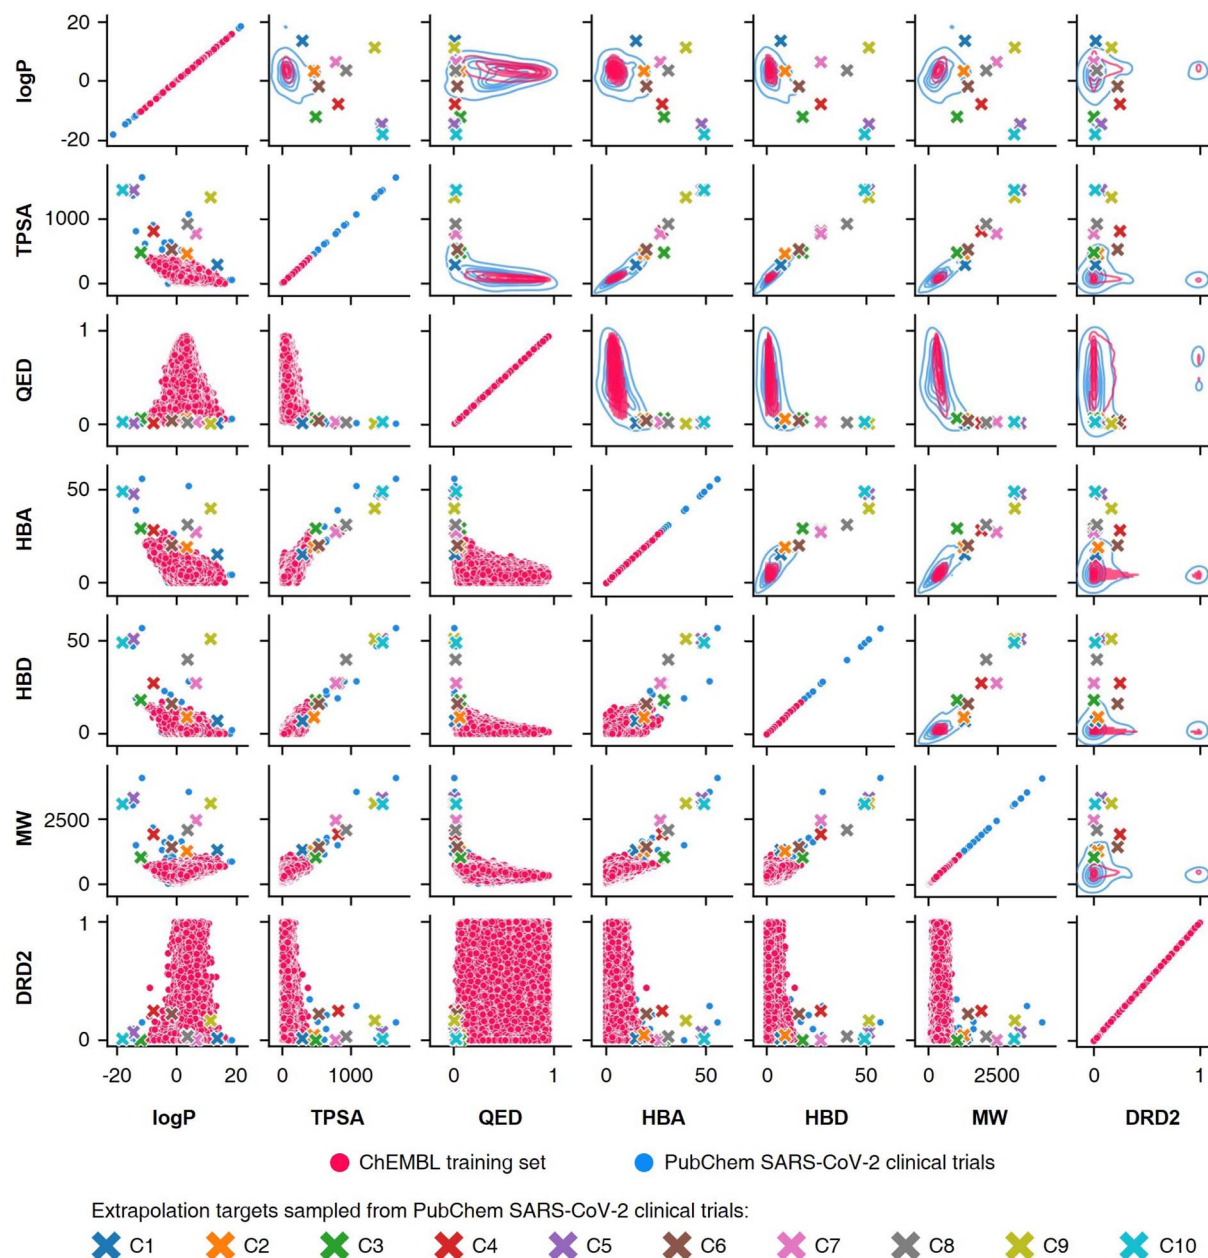 20
0
-20
logP
1000
0
TPSA
1
0
QED
50
0
HBA
50
0
HBD
2500
0
MW
1
0
DRD2
-20 0 20 0 1000 0 1 0 50 0 50 0 2500 0 1
logP TPSA QED HBA HBD MW DRD2
ChEMBL training set PubChem SARS-CoV-2 clinical trials
Extrapolation targets sampled from PubChem SARS-CoV-2 clinical trials:
C1 C2 C3 C4 C5 C6 C7 C8 C9 C10